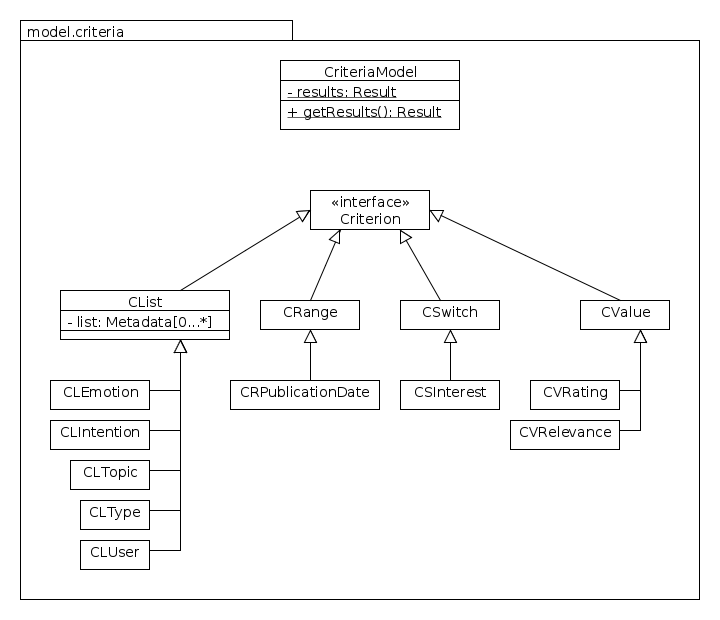 model.criteria
CriteriaModel
- results: Result
+ getResults(): Result
«interface»
Criterion
CList
- list: Metadata[0...*]
CRange
CSwitch
CValue
CLEmotion
CRPublicationDate
CSInterest
CVRating
CLIntention
CVRelevance
CLTopic
CLType
CLUser